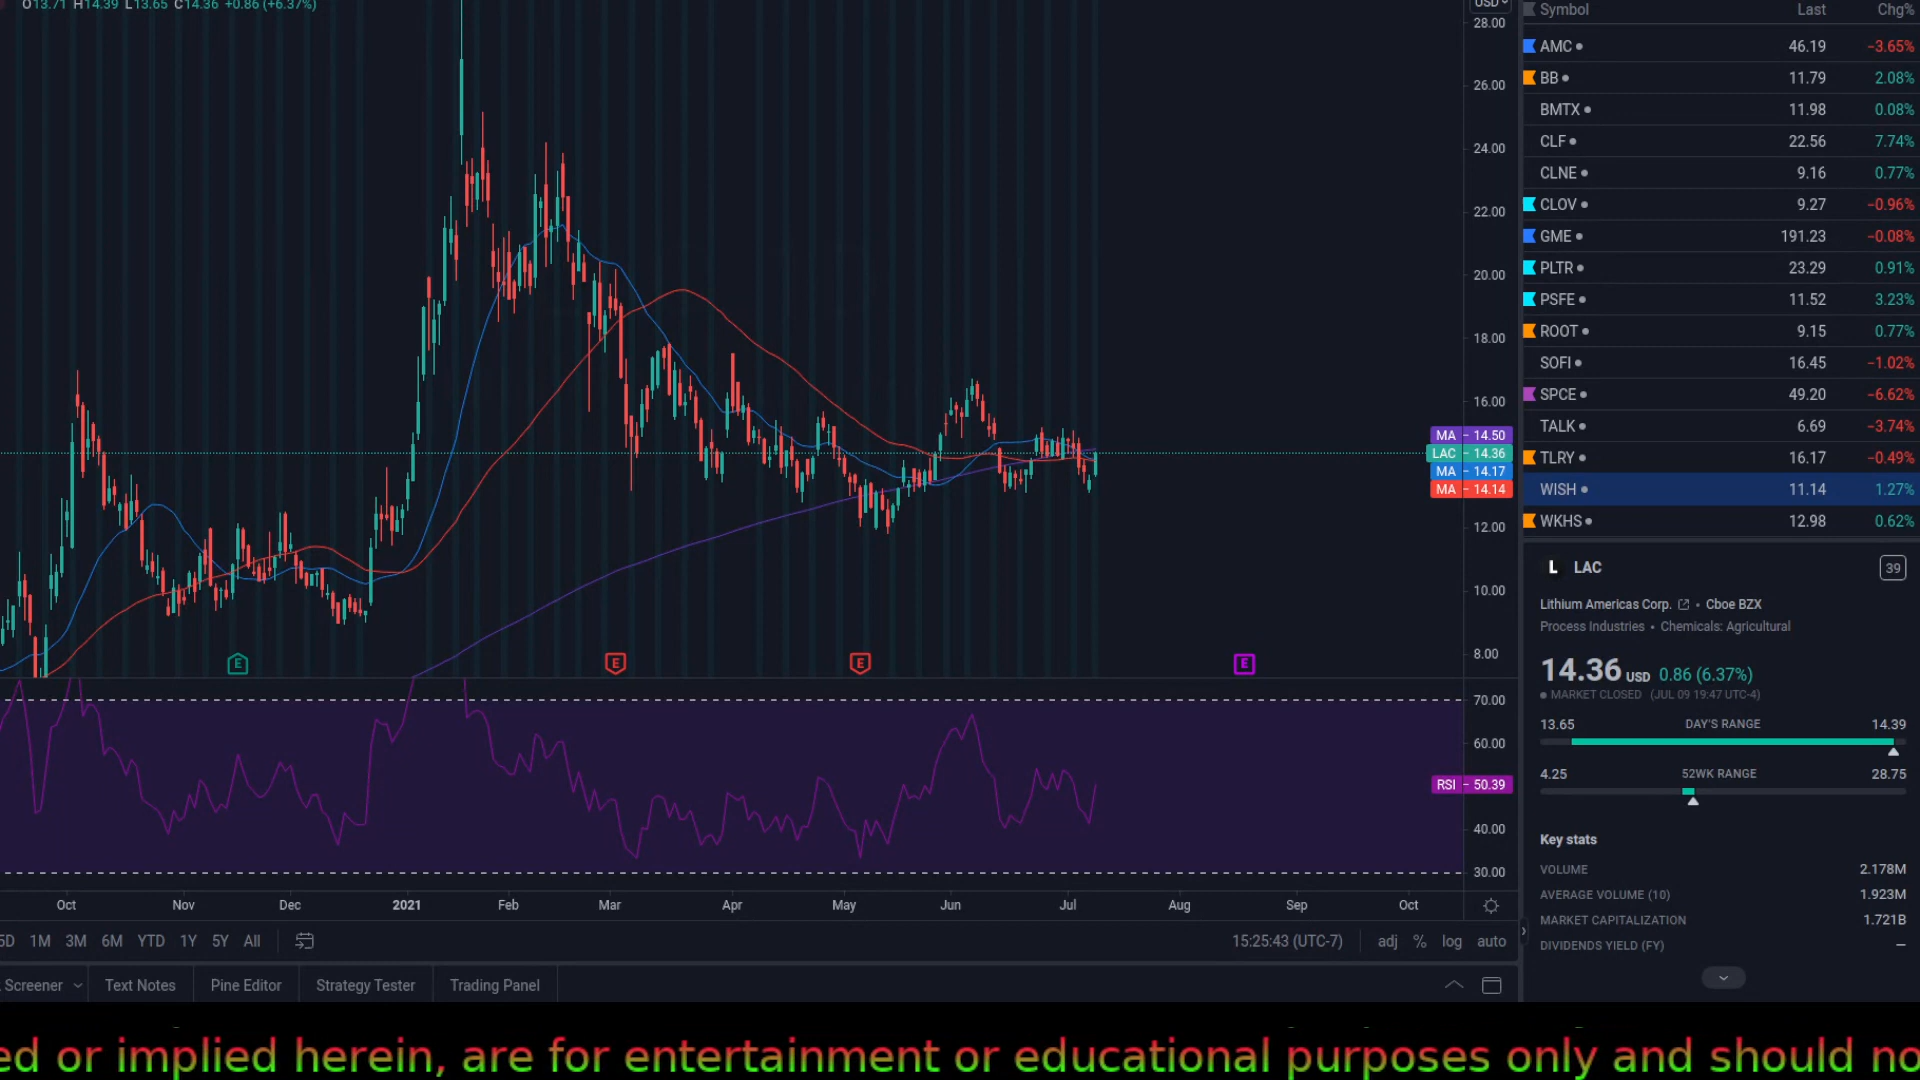 O13.71 H14.39 L13.65 C14.36 +0.86 (+6.37%)
USD
28.00
26.00
24.00
22.00
20.00
18.00
16.00
MA 14.50
LAC 14.36
MA 14.17
MA 14.14
12.00
10.00
8.00
E E E E
70.00
60.00
RSI 50.39
40.00
30.00
Oct Nov Dec 2021 Feb Mar Apr May Jun Jul Aug Sep Oct
5D 1M 3M 6M YTD 1Y 5Y All
15:25:43 (UTC-7) adj % log auto
Screener Text Notes Pine Editor Strategy Tester Trading Panel
Symbol Last Chg%
AMC 46.19 −3.65%
BB 11.79 2.08%
BMTX 11.98 0.08%
CLF 22.56 7.74%
CLNE 9.16 0.77%
CLOV 9.27 −0.96%
GME 191.23 −0.08%
PLTR 23.29 0.91%
PSFE 11.52 3.23%
ROOT 9.15 0.77%
SOFI 16.45 −1.02%
SPCE 49.20 −6.62%
TALK 6.69 −3.74%
TLRY 16.17 −0.49%
WISH 11.14 1.27%
WKHS 12.98 0.62%
L LAC 39
Lithium Americas Corp. • Cboe BZX
Process Industries • Chemicals: Agricultural
14.36 USD 0.86 (6.37%)
MARKET CLOSED (JUL 09 19:47 UTC-4)
13.65 DAY'S RANGE 14.39
4.25 52WK RANGE 28.75
Key stats
VOLUME 2.178M
AVERAGE VOLUME (10) 1.923M
MARKET CAPITALIZATION 1.721B
DIVIDENDS YIELD (FY) —
ed or implied herein, are for entertainment or educational purposes only and should no